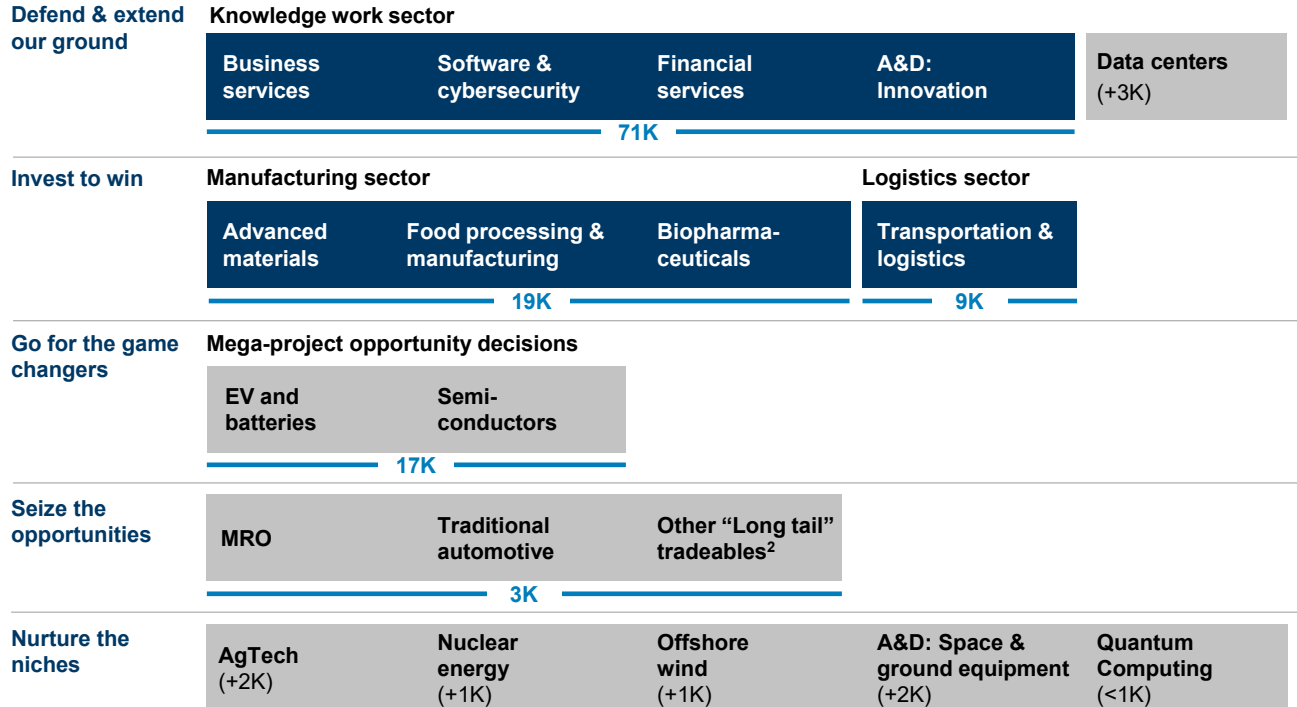 Defend & extend
our ground
Knowledge work sector
Business
services
Software &
cybersecurity
Financial
services
A&D:
Innovation
Data centers
(+3K)
71K
Invest to win
Manufacturing sector
Logistics sector
Advanced
materials
Food processing &
manufacturing
Biopharma-
ceuticals
Transportation &
logistics
19K
9K
Go for the game
changers
Mega-project opportunity decisions
EV and
batteries
Semi-
conductors
17K
Seize the
opportunities
MRO
Traditional
automotive
Other “Long tail”
tradeables²
3K
Nurture the
niches
AgTech
(+2K)
Nuclear
energy
(+1K)
Offshore
wind
(+1K)
A&D: Space &
ground equipment
(+2K)
Quantum
Computing
(<1K)